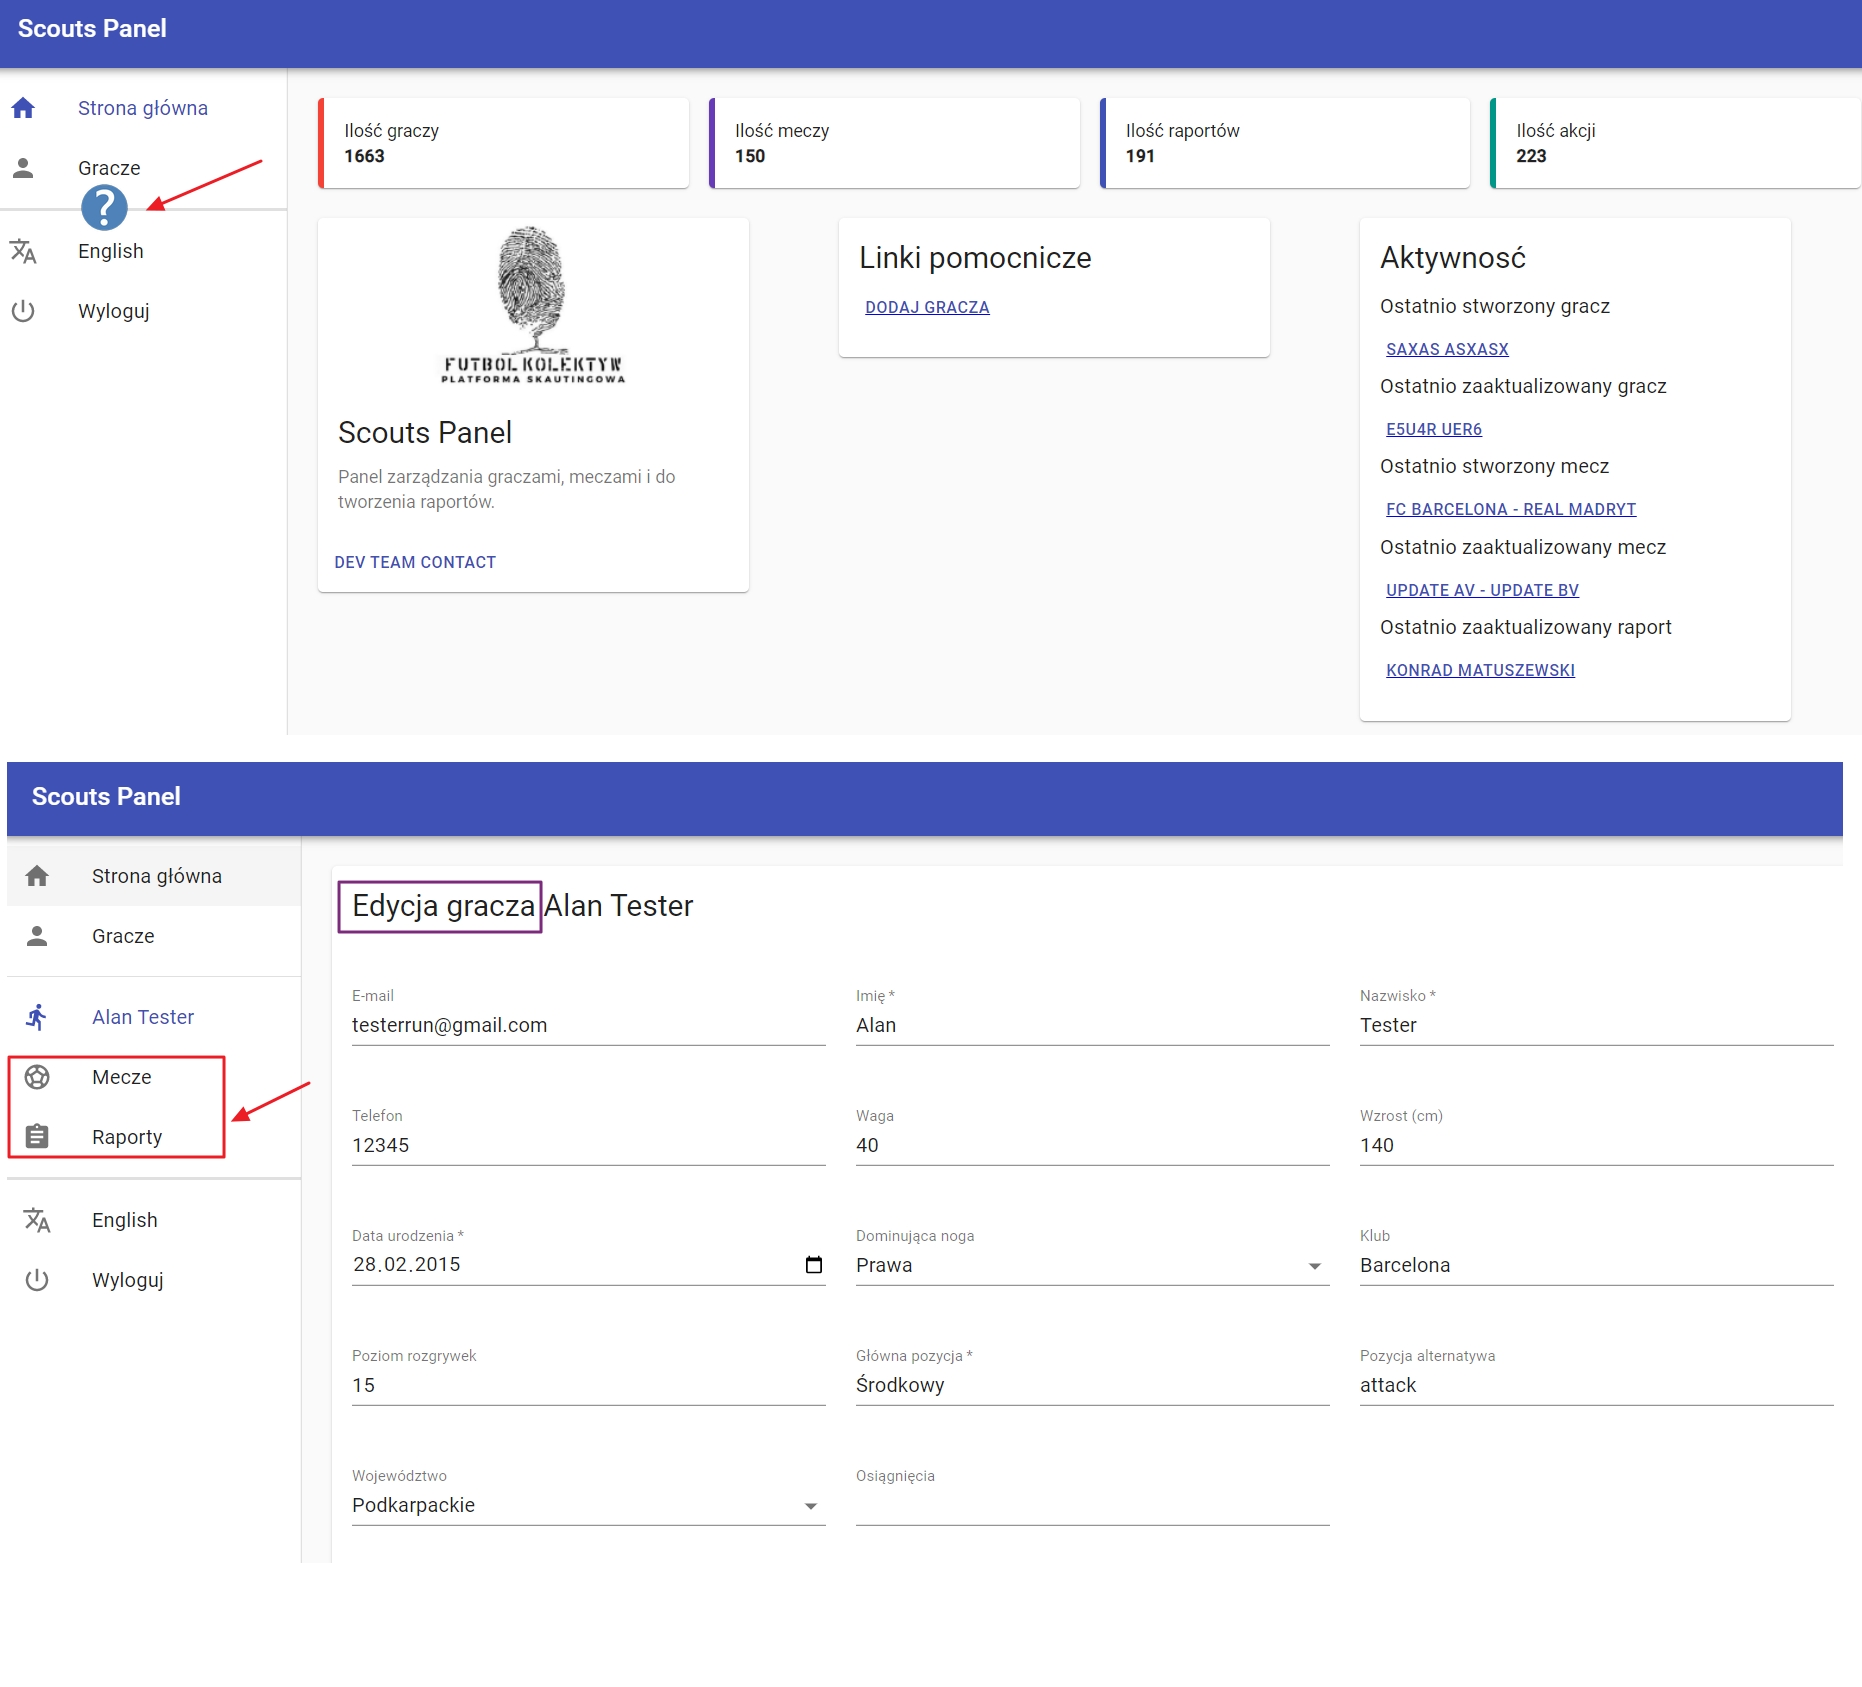 Scouts Panel
Strona główna
Gracze
?
English
Wyloguj
Ilość graczy
1663
Ilość meczy
150
Ilość raportów
191
Ilość akcji
223
FUTBOL KOLEKTYW
PLATFORMA SKAUTINGOWA
Scouts Panel
Panel zarządzania graczami, meczami i do
tworzenia raportów.
DEV TEAM CONTACT
Linki pomocnicze
DODAJ GRACZA
Aktywnosć
Ostatnio stworzony gracz
SAXAS ASXASX
Ostatnio zaaktualizowany gracz
E5U4R UER6
Ostatnio stworzony mecz
FC BARCELONA - REAL MADRYT
Ostatnio zaaktualizowany mecz
UPDATE AV - UPDATE BV
Ostatnio zaaktualizowany raport
KONRAD MATUSZEWSKI
Scouts Panel
Strona główna
Gracze
Alan Tester
Mecze
Raporty
English
Wyloguj
Edycja gracza Alan Tester
E-mail
testerrun@gmail.com
Imię *
Alan
Nazwisko *
Tester
Telefon
12345
Waga
40
Wzrost (cm)
140
Data urodzenia *
28.02.2015
Dominująca noga
Prawa
Klub
Barcelona
Poziom rozgrywek
15
Główna pozycja *
Środkowy
Pozycja alternatywa
attack
Województwo
Podkarpackie
Osiągnięcia